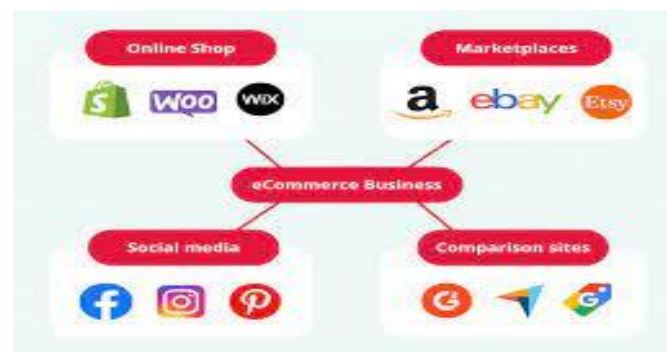 Online Shop
Marketplaces
Woo
WiX
a
ebay
Etsy
eCommerce Business
Social media
Comparison sites